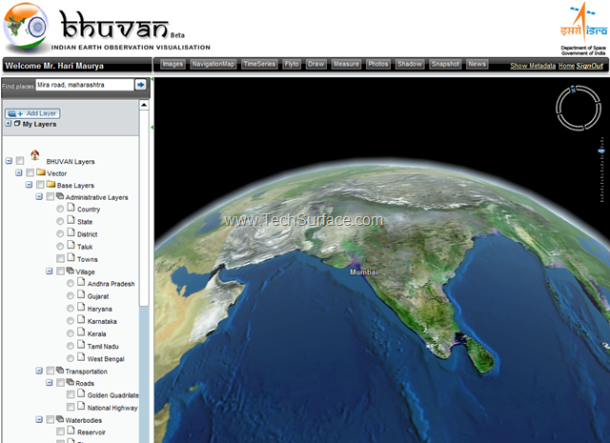 bhuvan Beta
INDIAN EARTH OBSERVATION VISUALISATION
इसरो isro
Department of Space
Government of India
Welcome Mr. Hari Maurya
Images NavigationMap TimeSeries Flyto Draw Measure Photos Shadow Snapshot News
Show Metadata Home SignOut
Find places Mira road, maharashtra
Add Layer
My Layers
BHUVAN Layers
Vector
Base Layers
Administrative Layers
Country
State
District
Taluk
Towns
Village
Andhra Pradesh
Gujarat
Haryana
Karnataka
Kerala
Tamil Nadu
West Bengal
Transportation
Roads
Golden Quadrilate
National Highway
Waterbodies
Reservoir
www.TechSurface.com
Mumbai